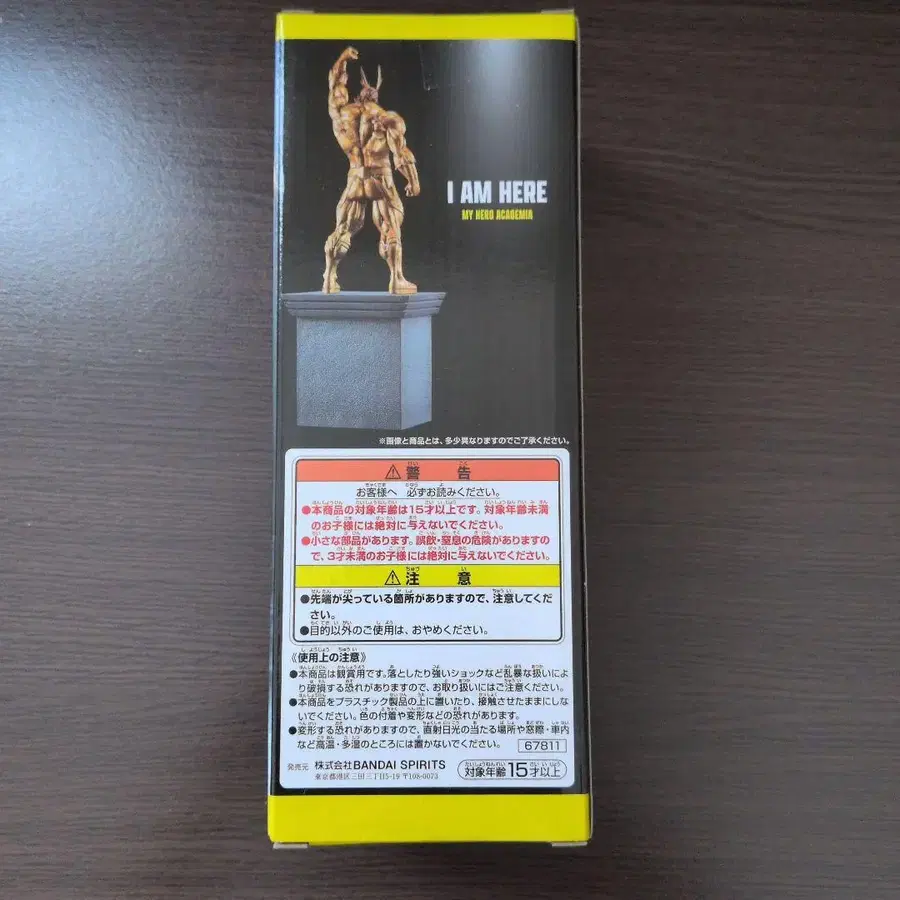 I AM HERE
MY HERO ACADEMIA
※画像と商品とは、多少異なりますのでご了承ください。
⚠警告
お客様へ 必ずお読みください。
●本商品の対象年齢は15才以上です。対象年齢未満
のお子様には絶対に与えないでください。
●小さな部品があります。誤飲・窒息の危険がありますの
で、3才未満のお子様には絶対に与えないでください。
⚠注意
●先端が尖っている箇所がありますので、注意してくだ
さい。
●目的以外のご使用は、おやめください。
《使用上の注意》
●本商品は観賞用です。落としたり強いショックなど乱暴な扱いによ
り破損する恐れがありますので、お取り扱いにはご注意ください。
●本商品をプラスチック製品の上に置いたり、接触させたままにし
ないでください。色の付着や変形などの恐れがあります。
●変形する恐れがありますので、直射日光の当たる場所や窓際・車内
など高温・多湿のところには置かないでください。
67811
発売元 株式会社BANDAI SPIRITS
東京都港区三田三丁目5-19 〒108-0073
対象年齢15才以上